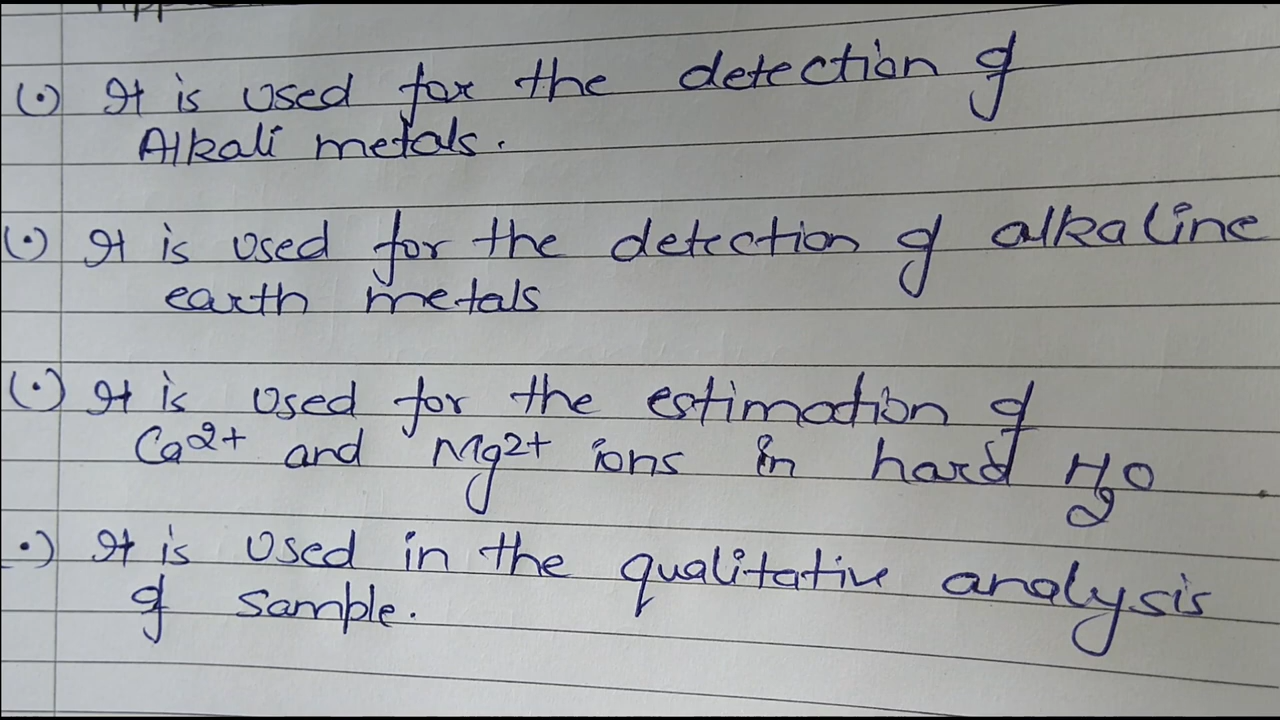 (•) It is used for the detection of
Alkali metals.
(•) It is used for the detection of alkaline
earth metals
(•) It is used for the estimation of
Ca2+ and Mg2+ ions in hard H2O
•) It is used in the qualitative analysis
of sample.